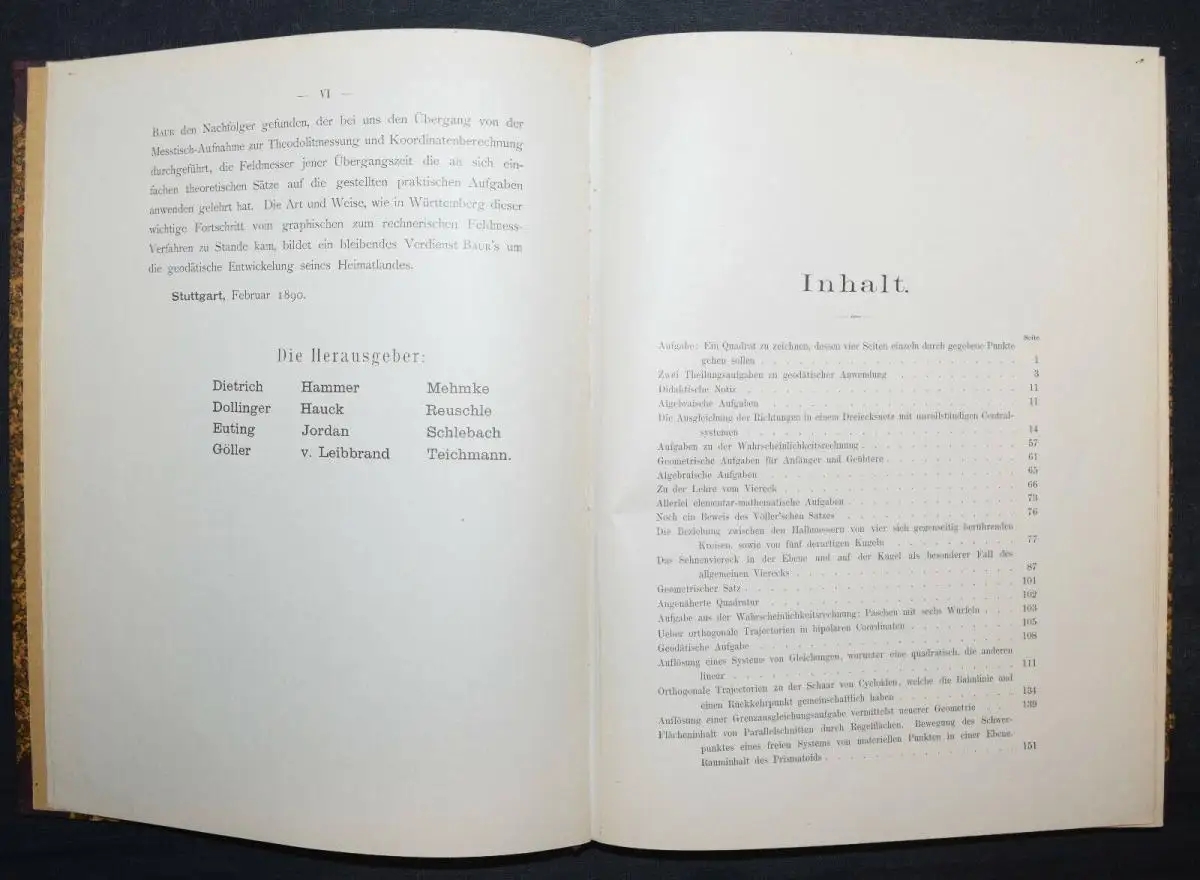 — VI —
BAUR den Nachfolger gefunden, der bei uns den Übergang von der
Messtisch-Aufnahme zur Theodolitmessung und Koordinatenberechnung
durchgeführt, die Feldmesser jener Übergangszeit die an sich ein-
fachen theoretischen Sätze auf die gestellten praktischen Aufgaben
anwenden gelehrt hat. Die Art und Weise, wie in Württemberg dieser
wichtige Fortschritt vom graphischen zum rechnerischen Feldmess-
Verfahren zu Stande kam, bildet ein bleibendes Verdienst BAUR's um
die geodätische Entwickelung seines Heimatlandes.
Stuttgart, Februar 1890.
Die Herausgeber:
Dietrich Hammer Mehmke
Dollinger Hauck Reuschle
Euting Jordan Schlebach
Göller v. Leibbrand Teichmann.
Inhalt.
Seite
Aufgabe: Ein Quadrat zu zeichnen, dessen vier Seiten einzeln durch gegebene Punkte
gehen sollen . . . 1
Zwei Theilungsaufgaben zu geodätischer Anwendung . . . 3
Didaktische Notiz . . . 11
Algebraische Aufgaben . . . 11
Die Ausgleichung der Richtungen in einem Dreiecksnetz mit unvollständigen Central-
systemen . . . 14
Aufgaben zu der Wahrscheinlichkeitsrechnung . . . 57
Geometrische Aufgaben für Anfänger und Geübtere . . . 61
Algebraische Aufgaben . . . 65
Zu der Lehre vom Viereck . . . 66
Allerlei elementar-mathematische Aufgaben . . . 73
Noch ein Beweis des Voller'schen Satzes . . . 76
Die Beziehung zwischen den Halbmessern von vier sich gegenseitig berührenden
Kreisen, sowie von fünf derartigen Kugeln . . . 77
Das Sehnenviereck in der Ebene und auf der Kugel als besonderer Fall des
allgemeinen Vierecks . . . 87
Geometrischer Satz . . . 101
Angenäherte Quadratur . . . 102
Aufgabe aus der Wahrscheinlichkeitsrechnung: Paschen mit sechs Würfeln . . . 103
Ueber orthogonale Trajectorien in bipolaren Coordinaten . . . 105
Geodätische Aufgabe . . . 108
Auflösung eines Systems von Gleichungen, worunter eine quadratisch, die anderen
linear . . . 111
Orthogonale Trajectorien zu der Schaar von Cycloiden, welche die Bahnlinie und
einen Rückkehrpunkt gemeinschaftlich haben . . . 134
Auflösung einer Grenzausgleichungsaufgabe vermittelst neuerer Geometrie . . . 139
Flächeninhalt von Parallelschnitten durch Regelflächen. Bewegung des Schwer-
punktes eines freien Systems von materiellen Punkten in einer Ebene.
Rauminhalt des Prismatoids . . . 151